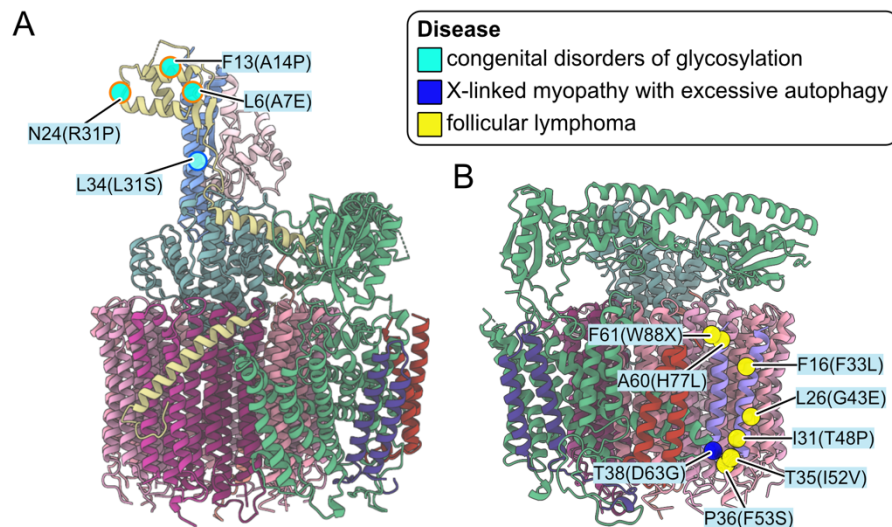 A
F13(A14P)
L6(A7E)
N24(R31P)
L34(L31S)
Disease
congenital disorders of glycosylation
X-linked myopathy with excessive autophagy
follicular lymphoma
B
F61(W88X)
A60(H77L)
F16(F33L)
L26(G43E)
I31(T48P)
T38(D63G)
T35(I52V)
P36(F53S)